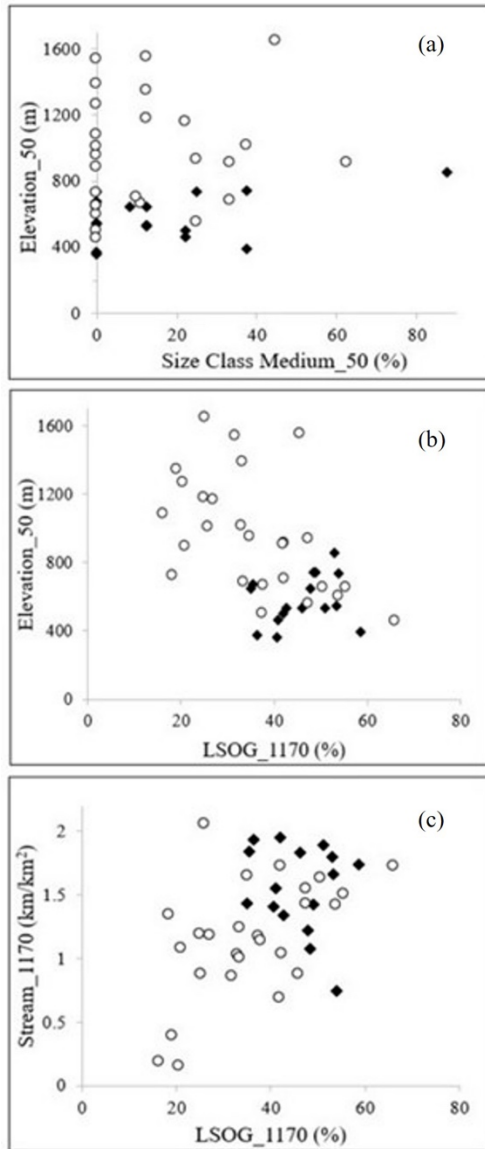 (a)
1600
1200
800
400
0
Elevation_50 (m)
0 20 40 60 80
Size Class Medium_50 (%)
(b)
1600
1200
800
400
0
Elevation_50 (m)
0 20 40 60 80
LSOG_1170 (%)
(c)
2
1.5
1
0.5
0
Stream_1170 (km/km²)
0 20 40 60 80
LSOG_1170 (%)